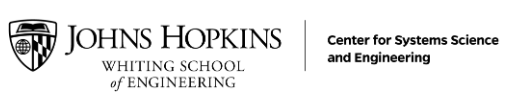 JOHNS HOPKINS
WHITING SCHOOL
of ENGINEERING
Center for Systems Science
and Engineering